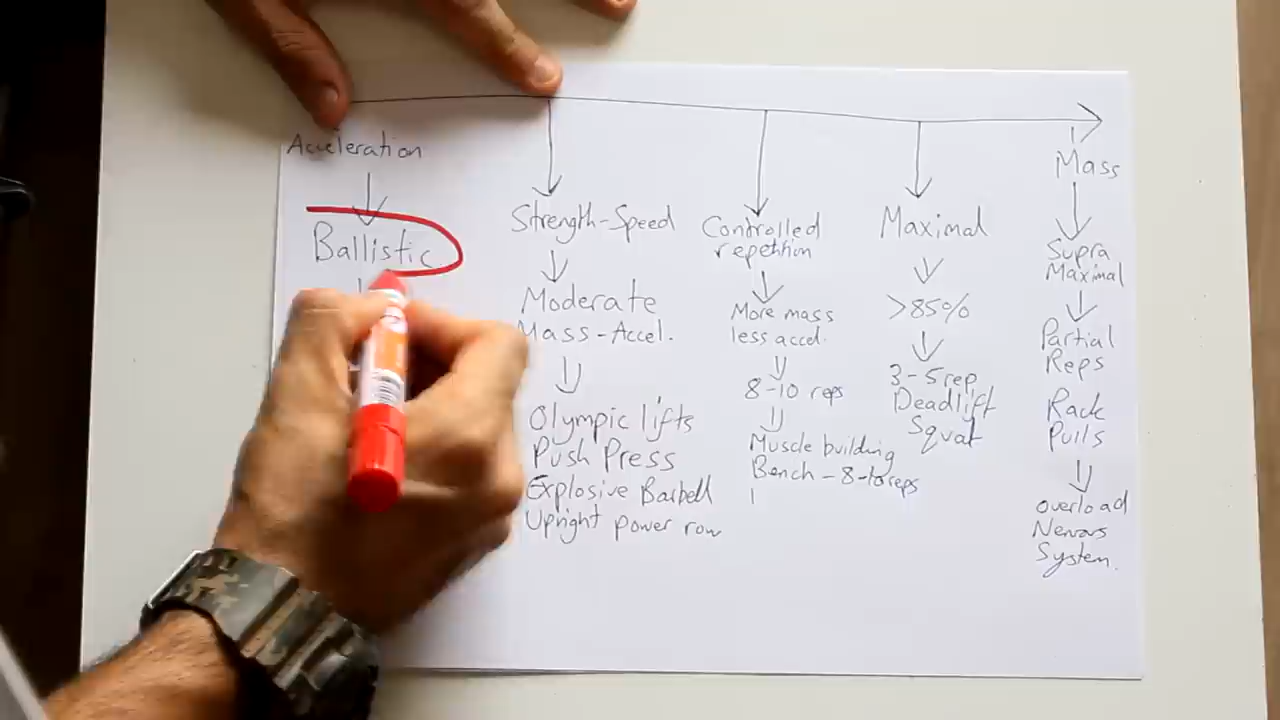 Acceleration
Ballistic
Strength-Speed
Moderate
Mass-Accel.
Olympic lifts
Push Press
Explosive Barbell
Upright power row
Controlled
repetition
More mass
less accel.
8-10 reps
Muscle building
Bench - 8-10 reps
Maximal
>85%
3-5 rep
Deadlift
Squat
Mass
Supra
Maximal
Partial
Reps
Rack
Pulls
overload
Nervous
System.